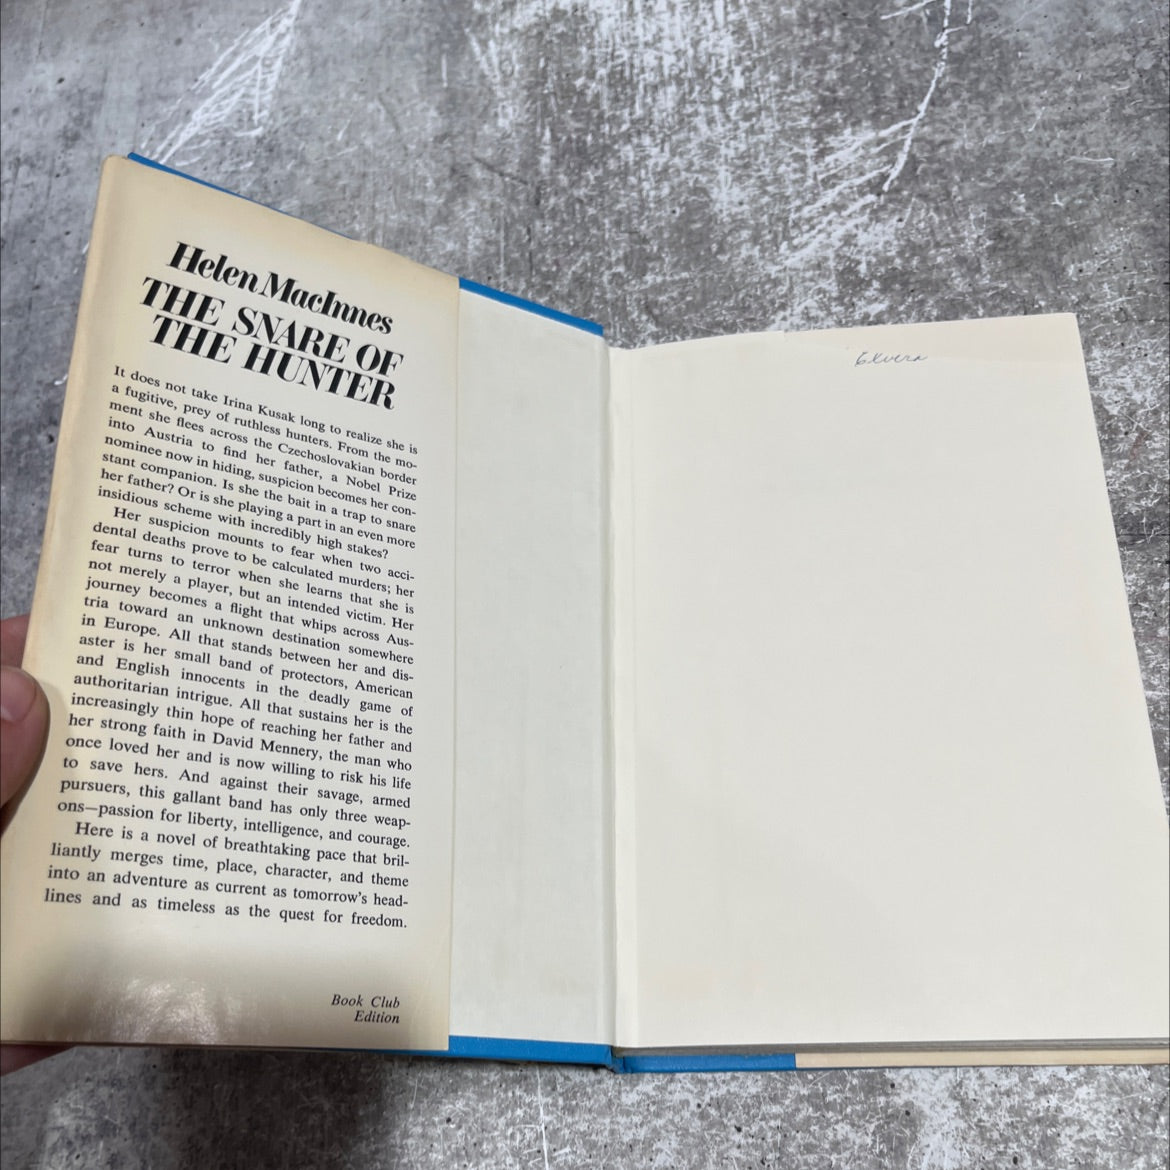 Helen MacInnes
THE SNARE OF
THE HUNTER
It does not take Irina Kusak long to realize she is
a fugitive, prey of ruthless hunters. From the mo-
ment she flees across the Czechoslovakian border
into Austria to find her father, a Nobel Prize
nominee now in hiding, suspicion becomes her con-
stant companion. Is she the bait in a trap to snare
her father? Or is she playing a part in an even more
insidious scheme with incredibly high stakes?
Her suspicion mounts to fear when two acci-
dental deaths prove to be calculated murders; her
fear turns to terror when she learns that she is
not merely a player, but an intended victim. Her
journey becomes a flight that whips across Aus-
tria toward an unknown destination somewhere
in Europe. All that stands between her and dis-
aster is her small band of protectors, American
and English innocents in the deadly game of
authoritarian intrigue. All that sustains her is the
increasingly thin hope of reaching her father and
her strong faith in David Mennery, the man who
once loved her and is now willing to risk his life
to save hers. And against their savage, armed
pursuers, this gallant band has only three weap-
ons—passion for liberty, intelligence, and courage.
Here is a novel of breathtaking pace that bril-
liantly merges time, place, character, and theme
into an adventure as current as tomorrow's head-
lines and as timeless as the quest for freedom.
Book Club
Edition